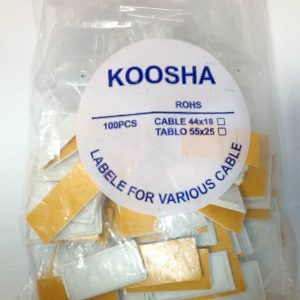 KOOSHA
ROHS
100PCS CABLE 44x18 □
TABLO 55x25 □
LABELE FOR VARIOUS CABLE